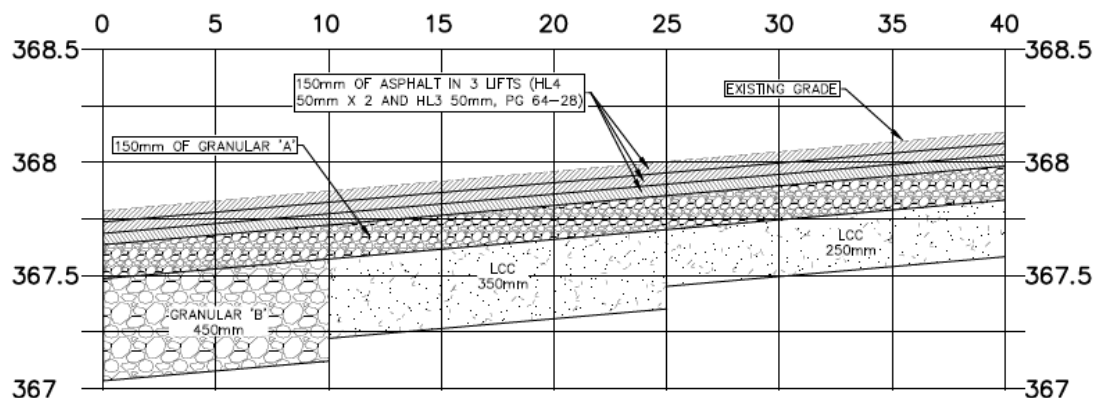 0 5 10 15 20 25 30 35 40
368.5 368.5
150mm OF ASPHALT IN 3 LIFTS (HL4
50mm X 2 AND HL3 50mm, PG 64-28)
EXISTING GRADE
150mm OF GRANULAR 'A'
368 368
LCC
350mm
LCC
250mm
367.5 367.5
GRANULAR 'B'
450mm
367 367